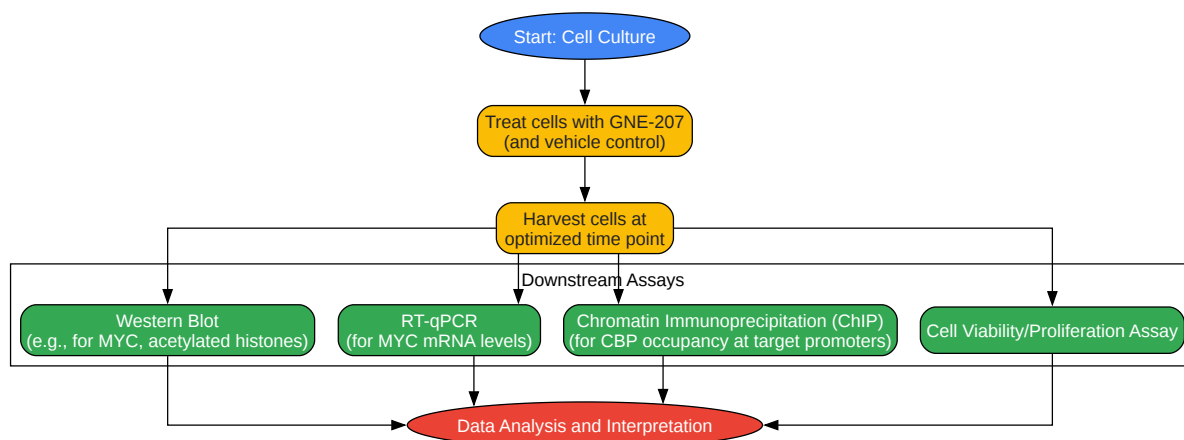 Start: Cell Culture
Treat cells with GNE-207
(and vehicle control)
Harvest cells at
optimized time point
Downstream Assays
Western Blot
(e.g., for MYC, acetylated histones)
RT-qPCR
(for MYC mRNA levels)
Chromatin Immunoprecipitation (ChIP)
(for CBP occupancy at target promoters)
Cell Viability/Proliferation Assay
Data Analysis and Interpretation